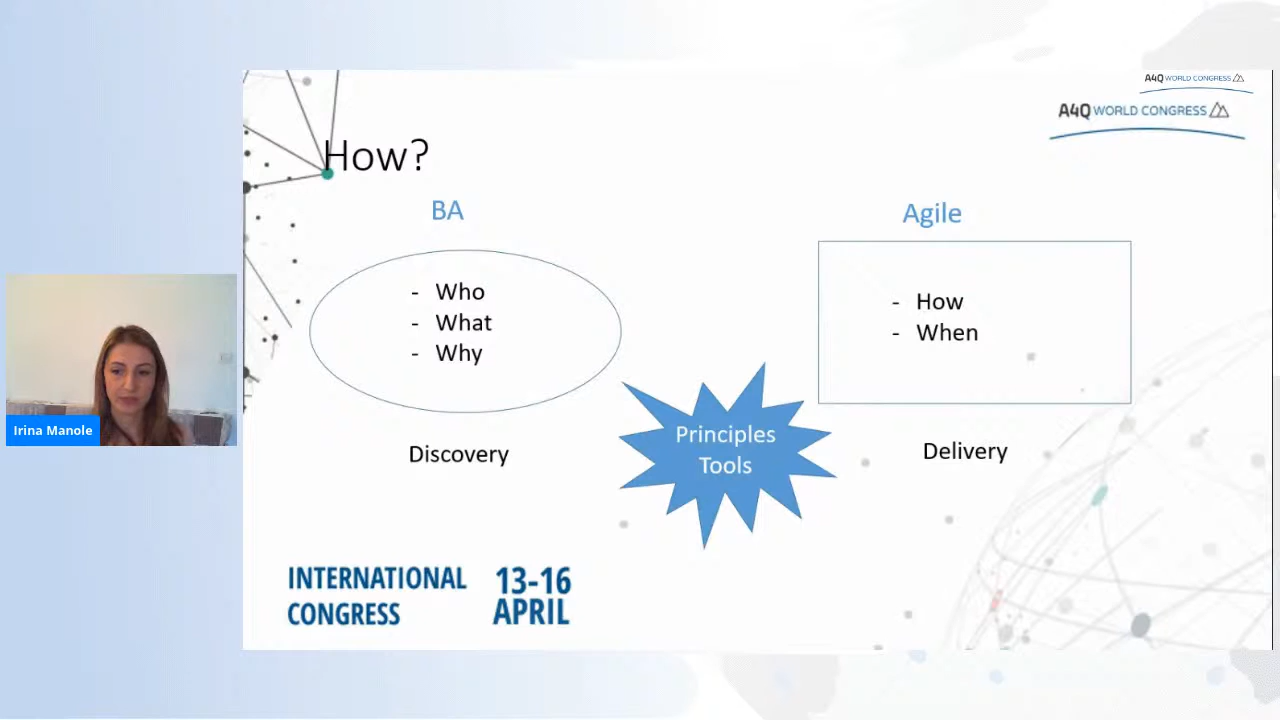 A4Q WORLD CONGRESS
A4Q WORLD CONGRESS
How?
BA
- Who
- What
- Why
Discovery
Agile
- How
- When
Delivery
Principles
Tools
Irina Manole
INTERNATIONAL
CONGRESS
13-16
APRIL